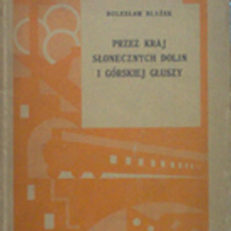 BOLESŁAW BLAŻEK
PRZEZ KRAJ
SŁONECZNYCH DOLIN
I GÓRSKIEJ GŁUSZY